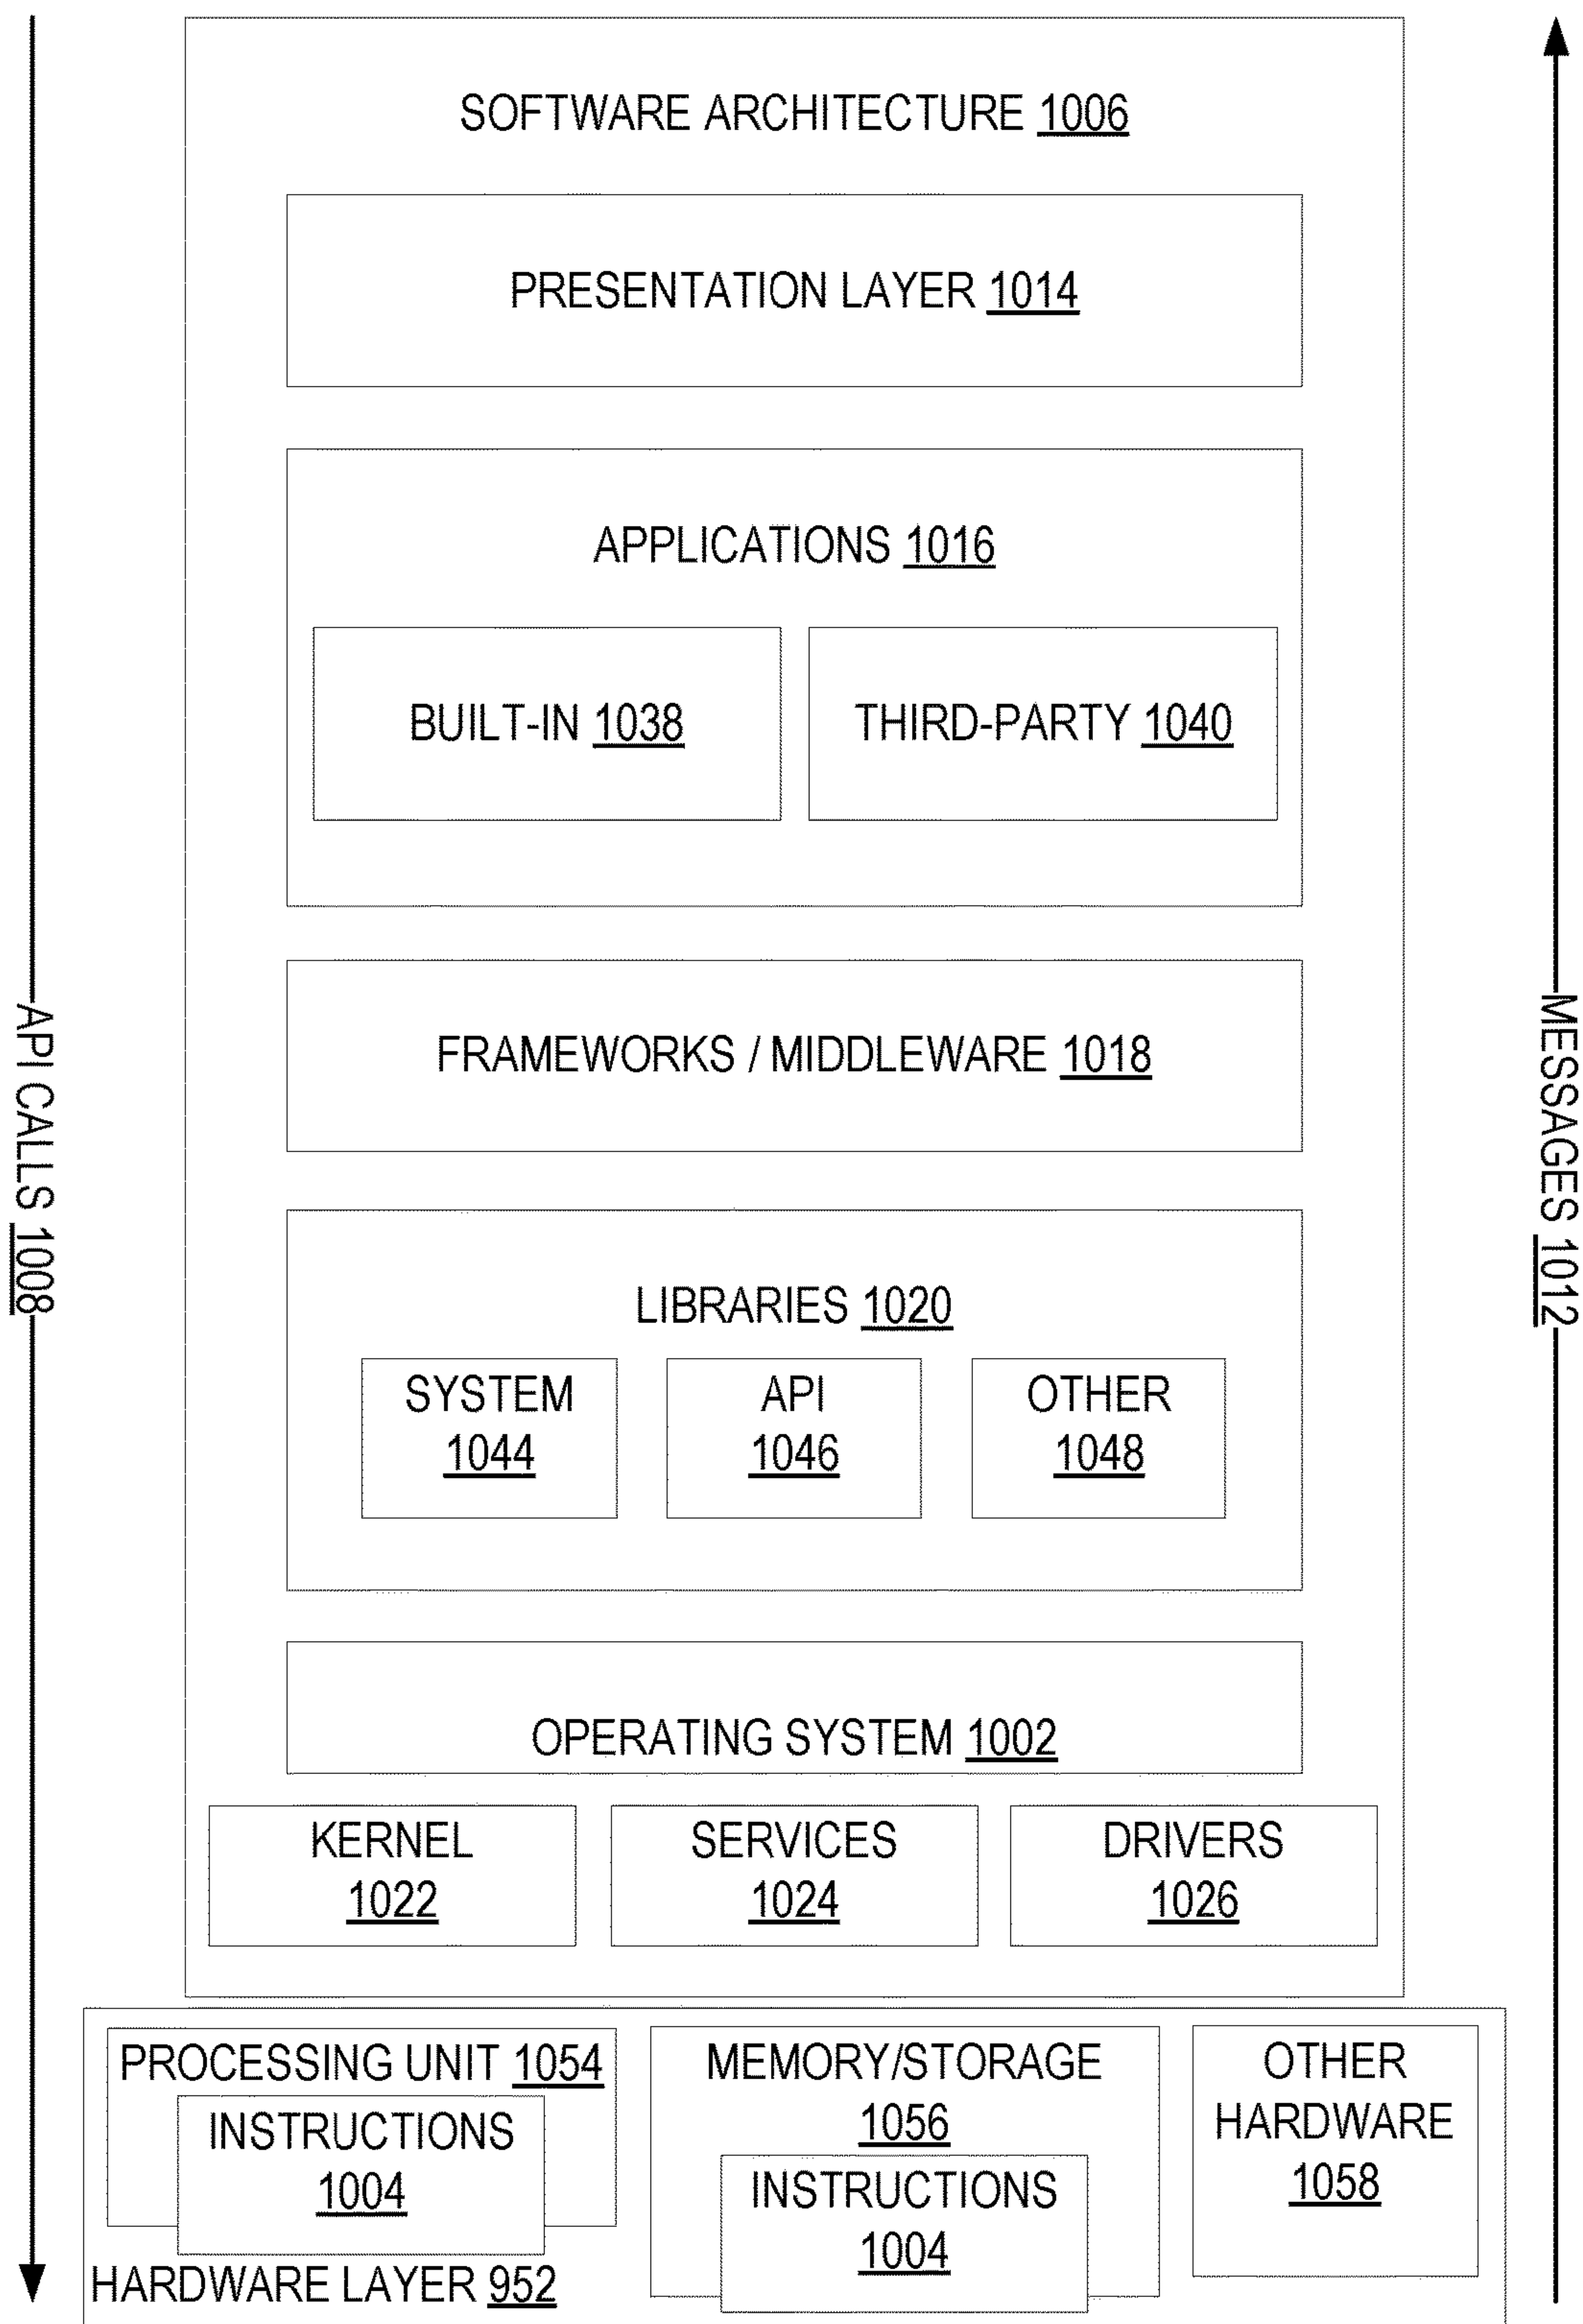 SOFTWARE ARCHITECTURE 1006
PRESENTATION LAYER 1014
APPLICATIONS 1016
BUILT-IN 1038
THIRD-PARTY 1040
FRAMEWORKS / MIDDLEWARE 1018
LIBRARIES 1020
SYSTEM
1044
API
1046
OTHER
1048
OPERATING SYSTEM 1002
KERNEL
1022
SERVICES
1024
DRIVERS
1026
PROCESSING UNIT 1054
INSTRUCTIONS
1004
MEMORY/STORAGE
1056
INSTRUCTIONS
1004
OTHER
HARDWARE
1058
HARDWARE LAYER 952
API CALLS 1008
MESSAGES 1012